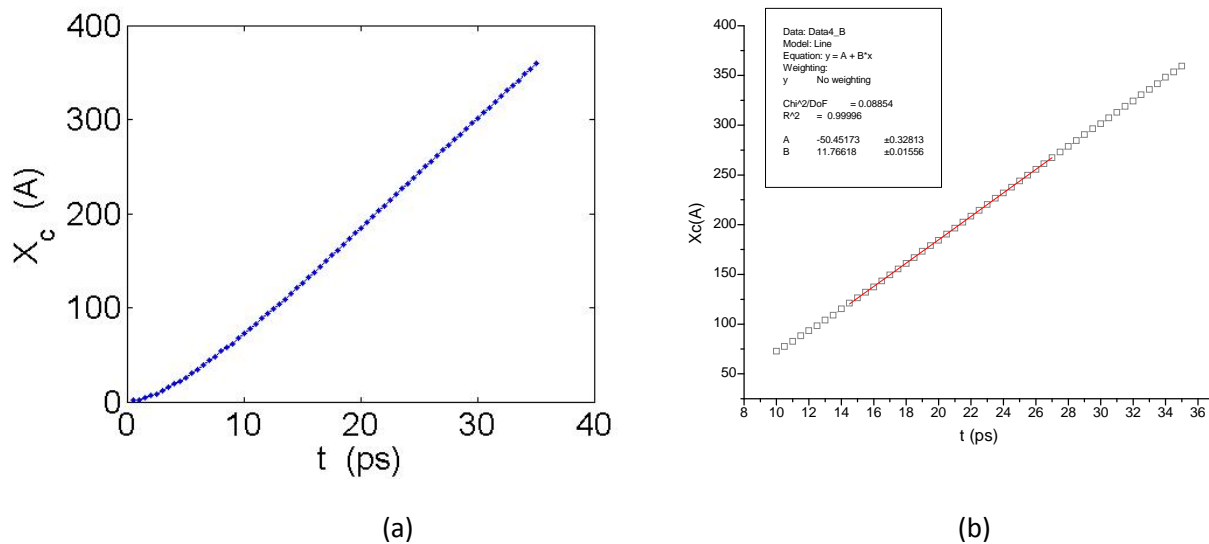 400
300
200
100
0
0 10 20 30 40
X_c (A)
t (ps)
(a)
Data: Data4_B
Model: Line
Equation: y = A + B*x
Weighting:
y No weighting
Chi^2/DoF = 0.08854
R^2 = 0.99996
A -50.45173 ±0.32813
B 11.76618 ±0.01556
400
350
300
250
200
150
100
50
8 10 12 14 16 18 20 22 24 26 28 30 32 34 36
Xc(A)
t (ps)
(b)